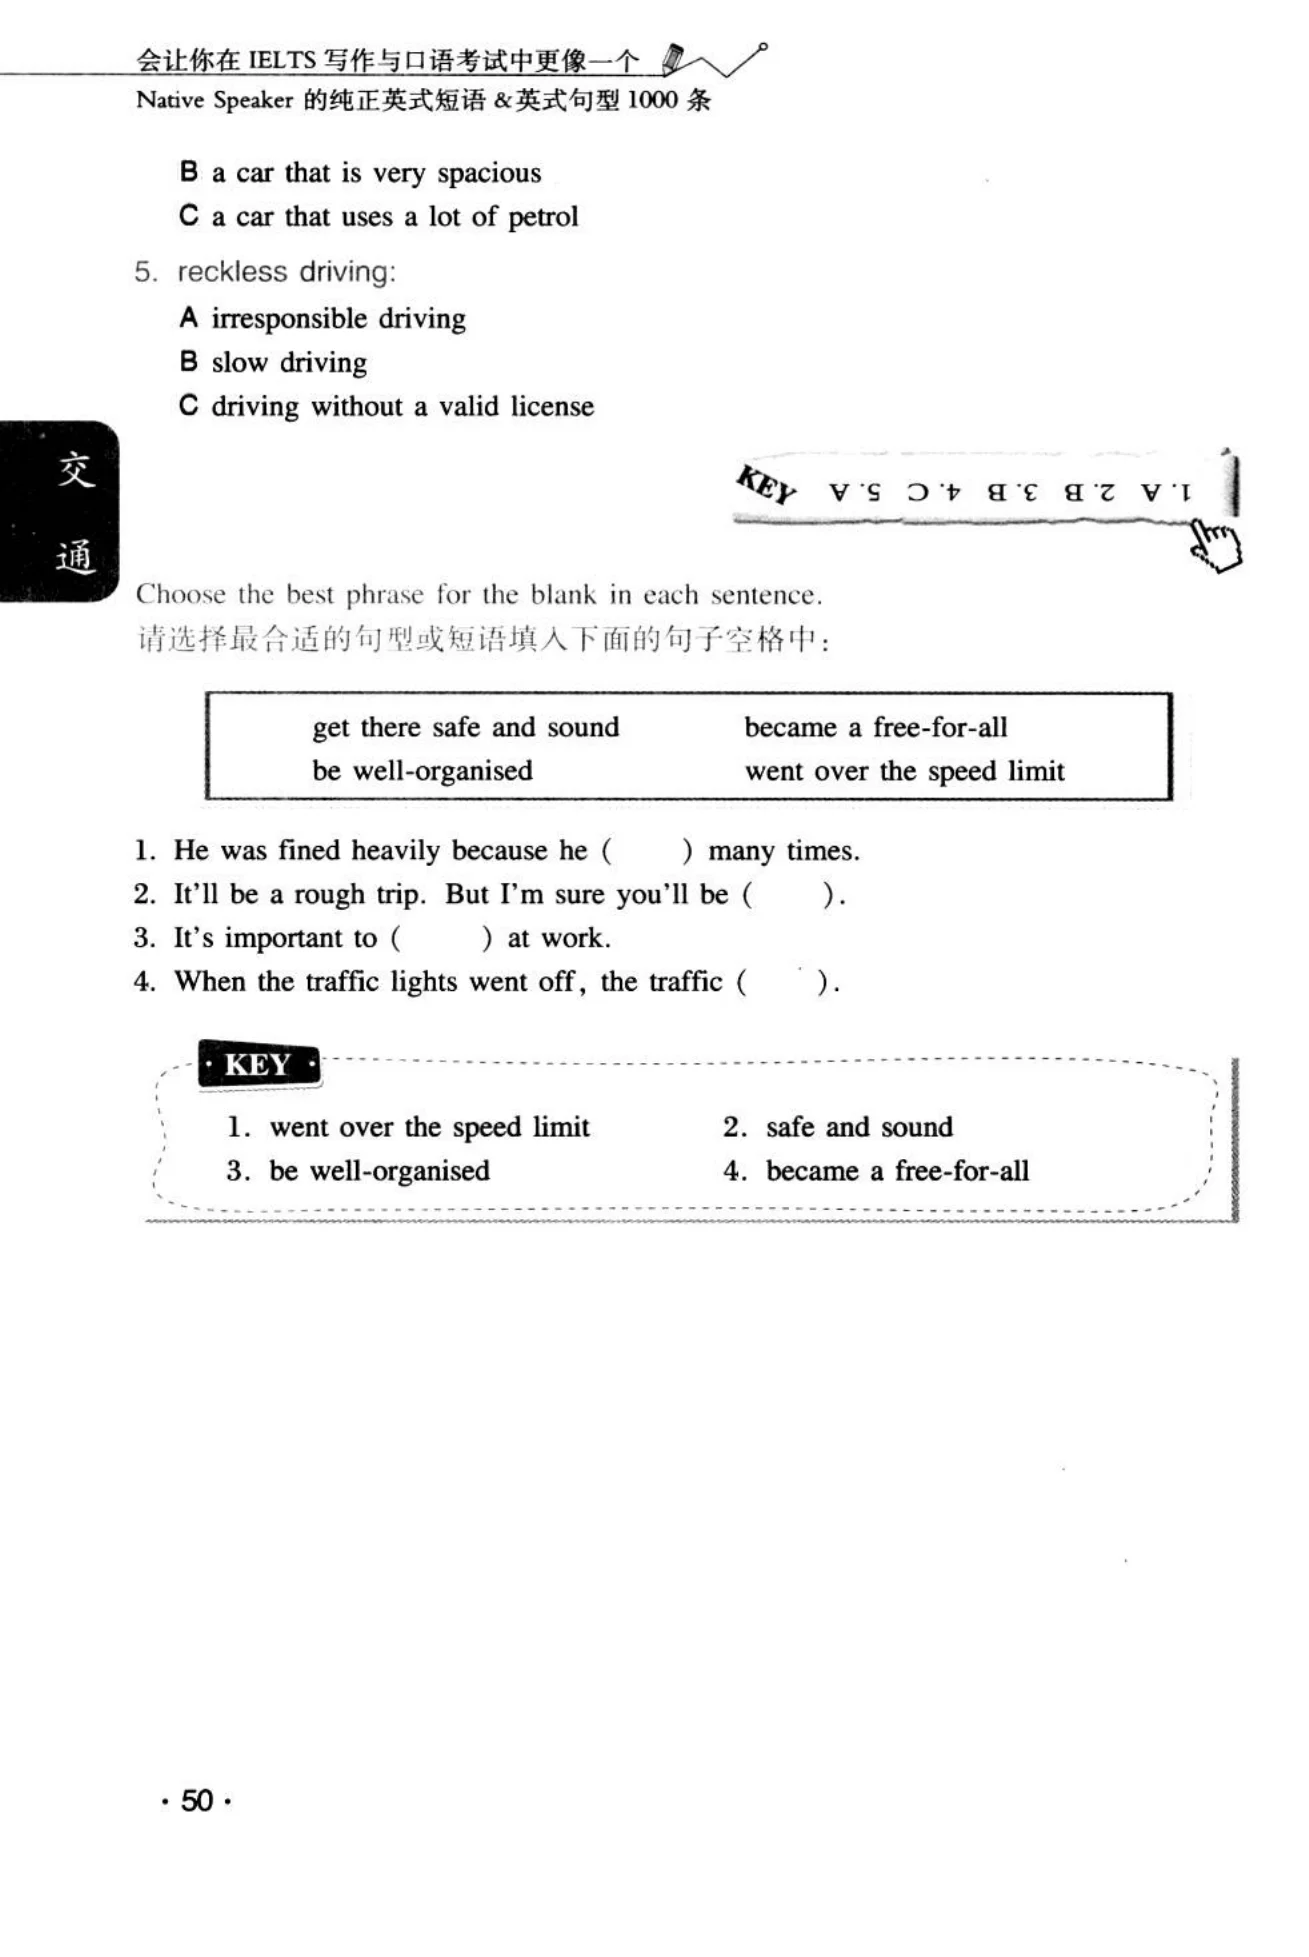 会让你在 IELTS 写作与口语考试中更像一个
Native Speaker 的纯正英式短语 &英式句型 1000 条
B a car that is very spacious
C a car that uses a lot of petrol
5. reckless driving:
A irresponsible driving
B slow driving
C driving without a valid license
交
通
KEY
1. A 2. B 3. B 4. C 5. A
Choose the best phrase for the blank in each sentence.
请选择最合适的句型或短语填入下面的句子空格中:
get there safe and sound became a free-for-all
be well-organised went over the speed limit
1. He was fined heavily because he ( ) many times.
2. It'll be a rough trip. But I'm sure you'll be ( ).
3. It's important to ( ) at work.
4. When the traffic lights went off, the traffic ( ).
· KEY ·
1. went over the speed limit 2. safe and sound
3. be well-organised 4. became a free-for-all
· 50 ·